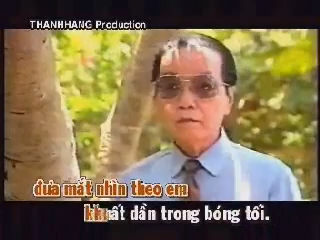 THANHHANG Production
đưa mắt nhìn theo em
khuất dần trong bóng tối.